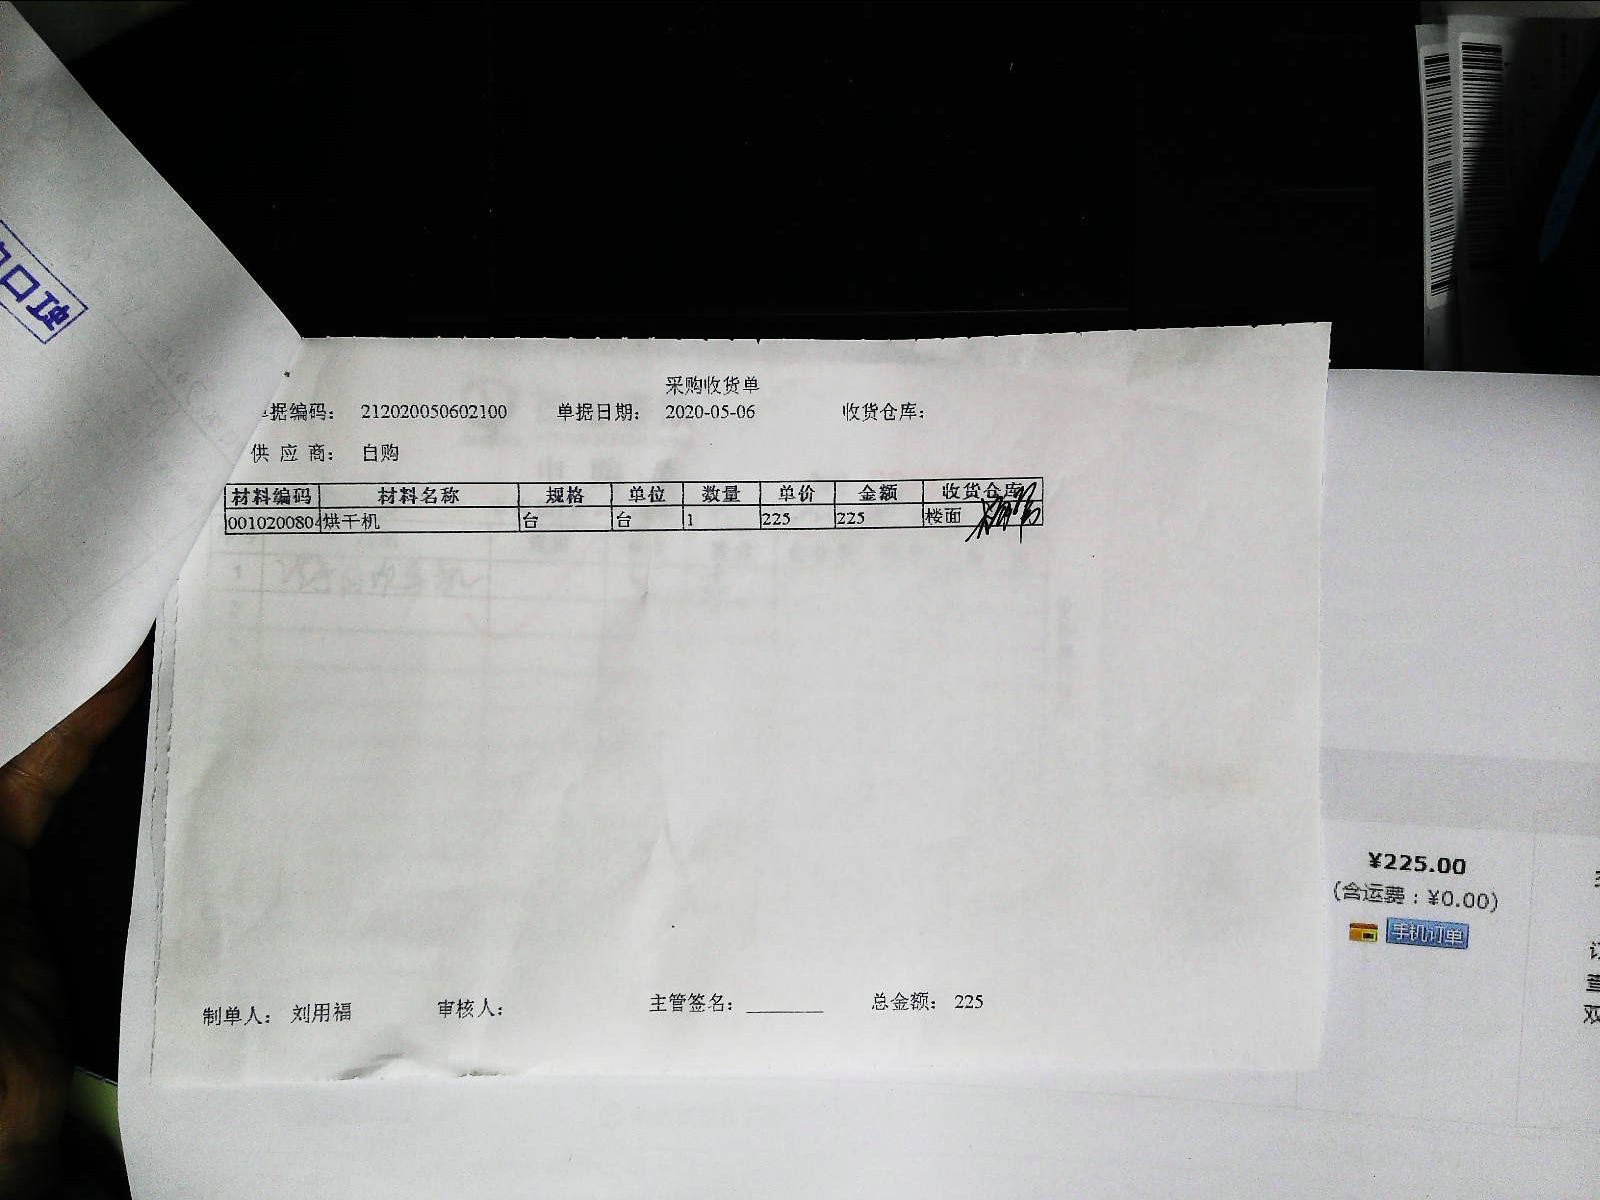 采购收货单
据编码： 212020050602100 单据日期： 2020-05-06 收货仓库：
供应商： 自购
材料编码 材料名称 规格 单位 数量 单价 金额 收货仓库
0010200804 烘干机 台 台 1 225 225 楼面
制单人： 刘用福 审核人： 主管签名： 总金额： 225
¥225.00
(含运费：¥0.00)
手机订单
查
双